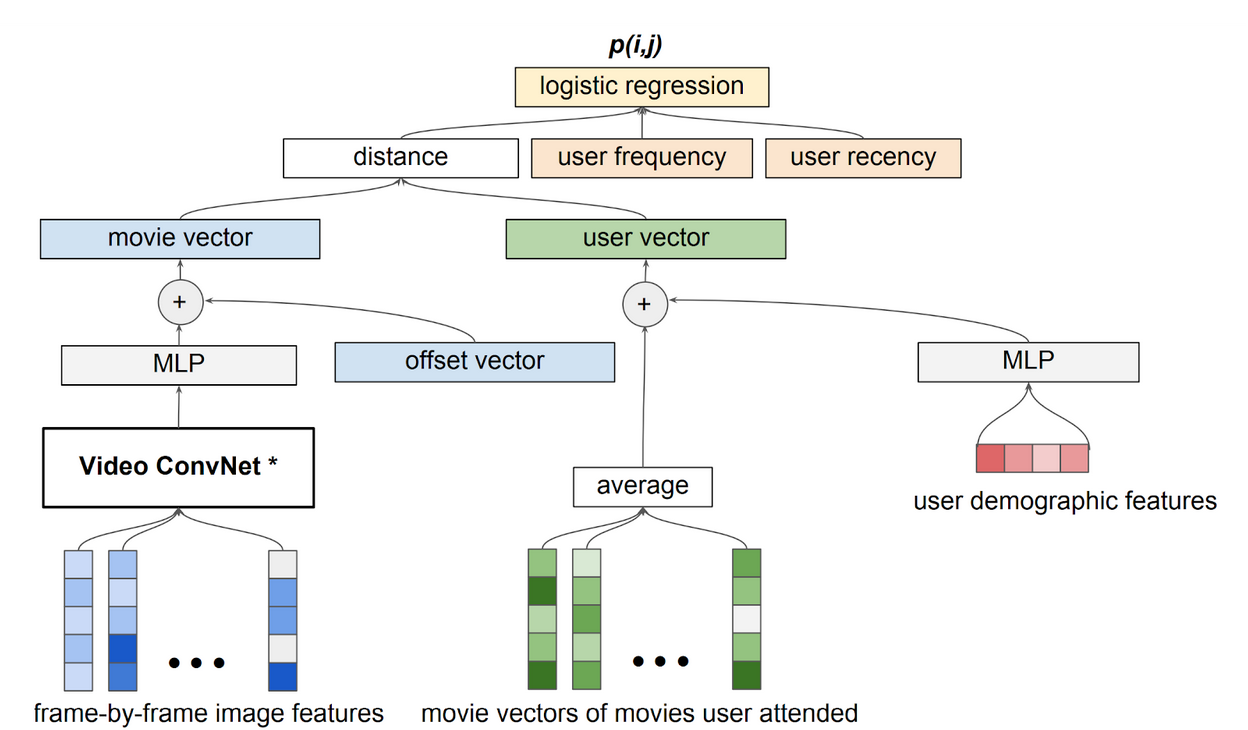 p(i,j)
logistic regression
distance
user frequency
user recency
movie vector
user vector
+
+
MLP
offset vector
MLP
Video ConvNet *
average
user demographic features
frame-by-frame image features
movie vectors of movies user attended